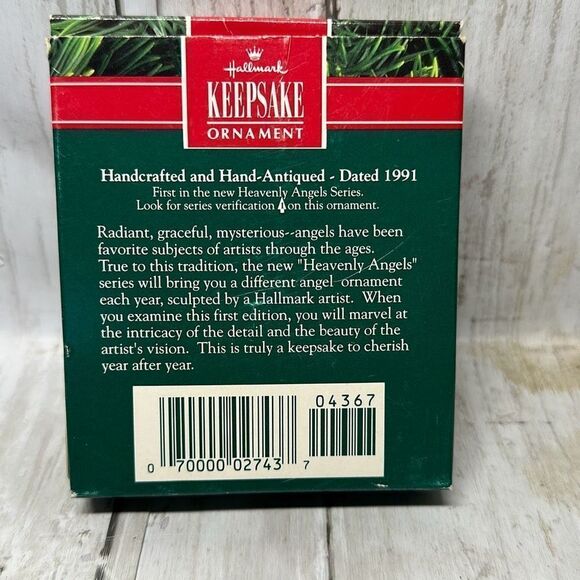 Hallmark
KEEPSAKE
ORNAMENT
Handcrafted and Hand-Antiqued - Dated 1991
First in the new Heavenly Angels Series.
Look for series verification on this ornament.
Radiant, graceful, mysterious--angels have been
favorite subjects of artists through the ages.
True to this tradition, the new "Heavenly Angels"
series will bring you a different angel ornament
each year, sculpted by a Hallmark artist. When
you examine this first edition, you will marvel at
the intricacy of the detail and the beauty of the
artist's vision. This is truly a keepsake to cherish
year after year.
04367
0 70000 02743 7